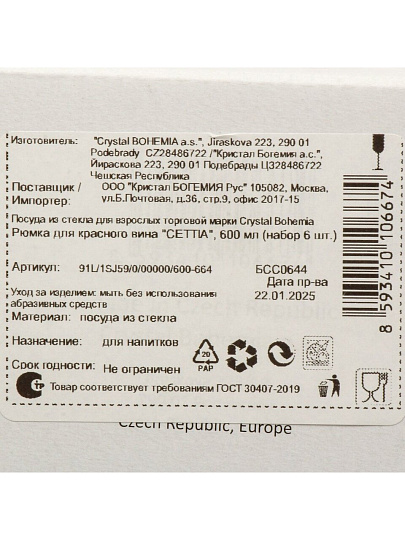 Изготовитель: "Crystal BOHEMIA a.s.", Jiraskova 223, 290 01
Podebrady CZ28486722 /"Кристал Богемия а.с.",
Йираскова 223, 290 01 Подебрады ЦЗ28486722
Чешская Республика
Поставщик / ООО "Кристал БОГЕМИЯ Рус" 105082, Москва,
Импортер: ул.Б.Почтовая, д.36, стр.9, офис 2017-15
Посуда из стекла для взрослых торговой марки Crystal Bohemia
Рюмка для красного вина "СЕТТIA", 600 мл (набор 6 шт.)
Артикул: 91L/1SJ59/0/00000/600-664 БСС0644
Дата пр-ва
Уход за изделием: мыть без использования 22.01.2025
абразивных средств
Материал: посуда из стекла
Назначение: для напитков
20
PAP
Срок годности: Не ограничен
Товар соответствует требованиям ГОСТ 30407-2019
8 593410 106674
Czech Republic, Europe